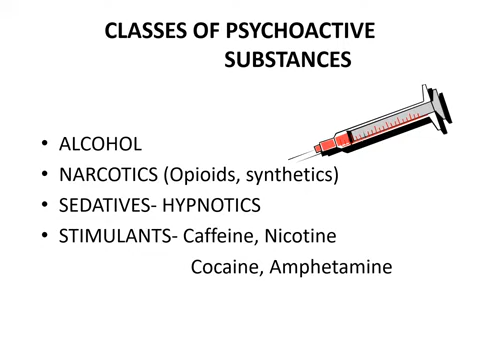 CLASSES OF PSYCHOACTIVE
SUBSTANCES
• ALCOHOL
• NARCOTICS (Opioids, synthetics)
• SEDATIVES- HYPNOTICS
• STIMULANTS- Caffeine, Nicotine
Cocaine, Amphetamine